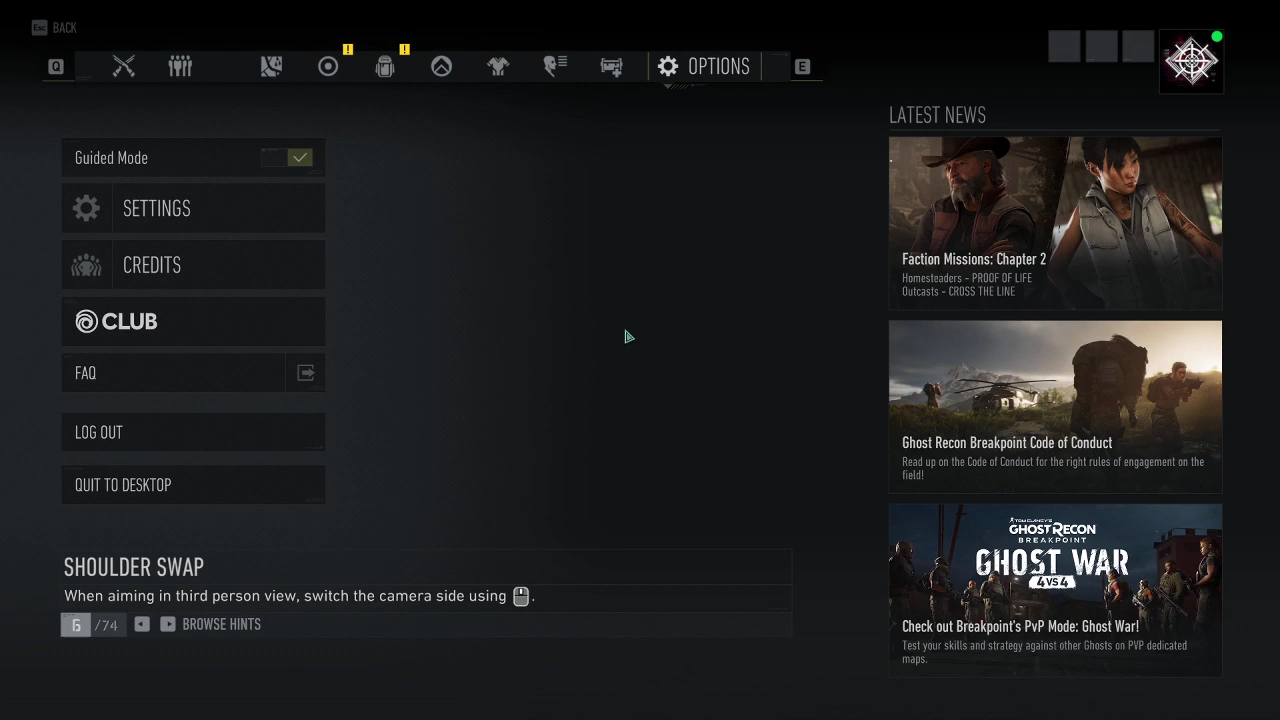 Esc BACK
Q
!
!
OPTIONS
E
Guided Mode
SETTINGS
CREDITS
CLUB
FAQ
LOG OUT
QUIT TO DESKTOP
SHOULDER SWAP
When aiming in third person view, switch the camera side using .
6 /74 BROWSE HINTS
LATEST NEWS
Faction Missions: Chapter 2
Homesteaders - PROOF OF LIFE
Outcasts - CROSS THE LINE
Ghost Recon Breakpoint Code of Conduct
Read up on the Code of Conduct for the right rules of engagement on the
field!
TOM CLANCY'S
GHOST RECON
BREAKPOINT
GHOST WAR
4 VS 4
Check out Breakpoint's PvP Mode: Ghost War!
Test your skills and strategy against other Ghosts on PVP dedicated
maps.